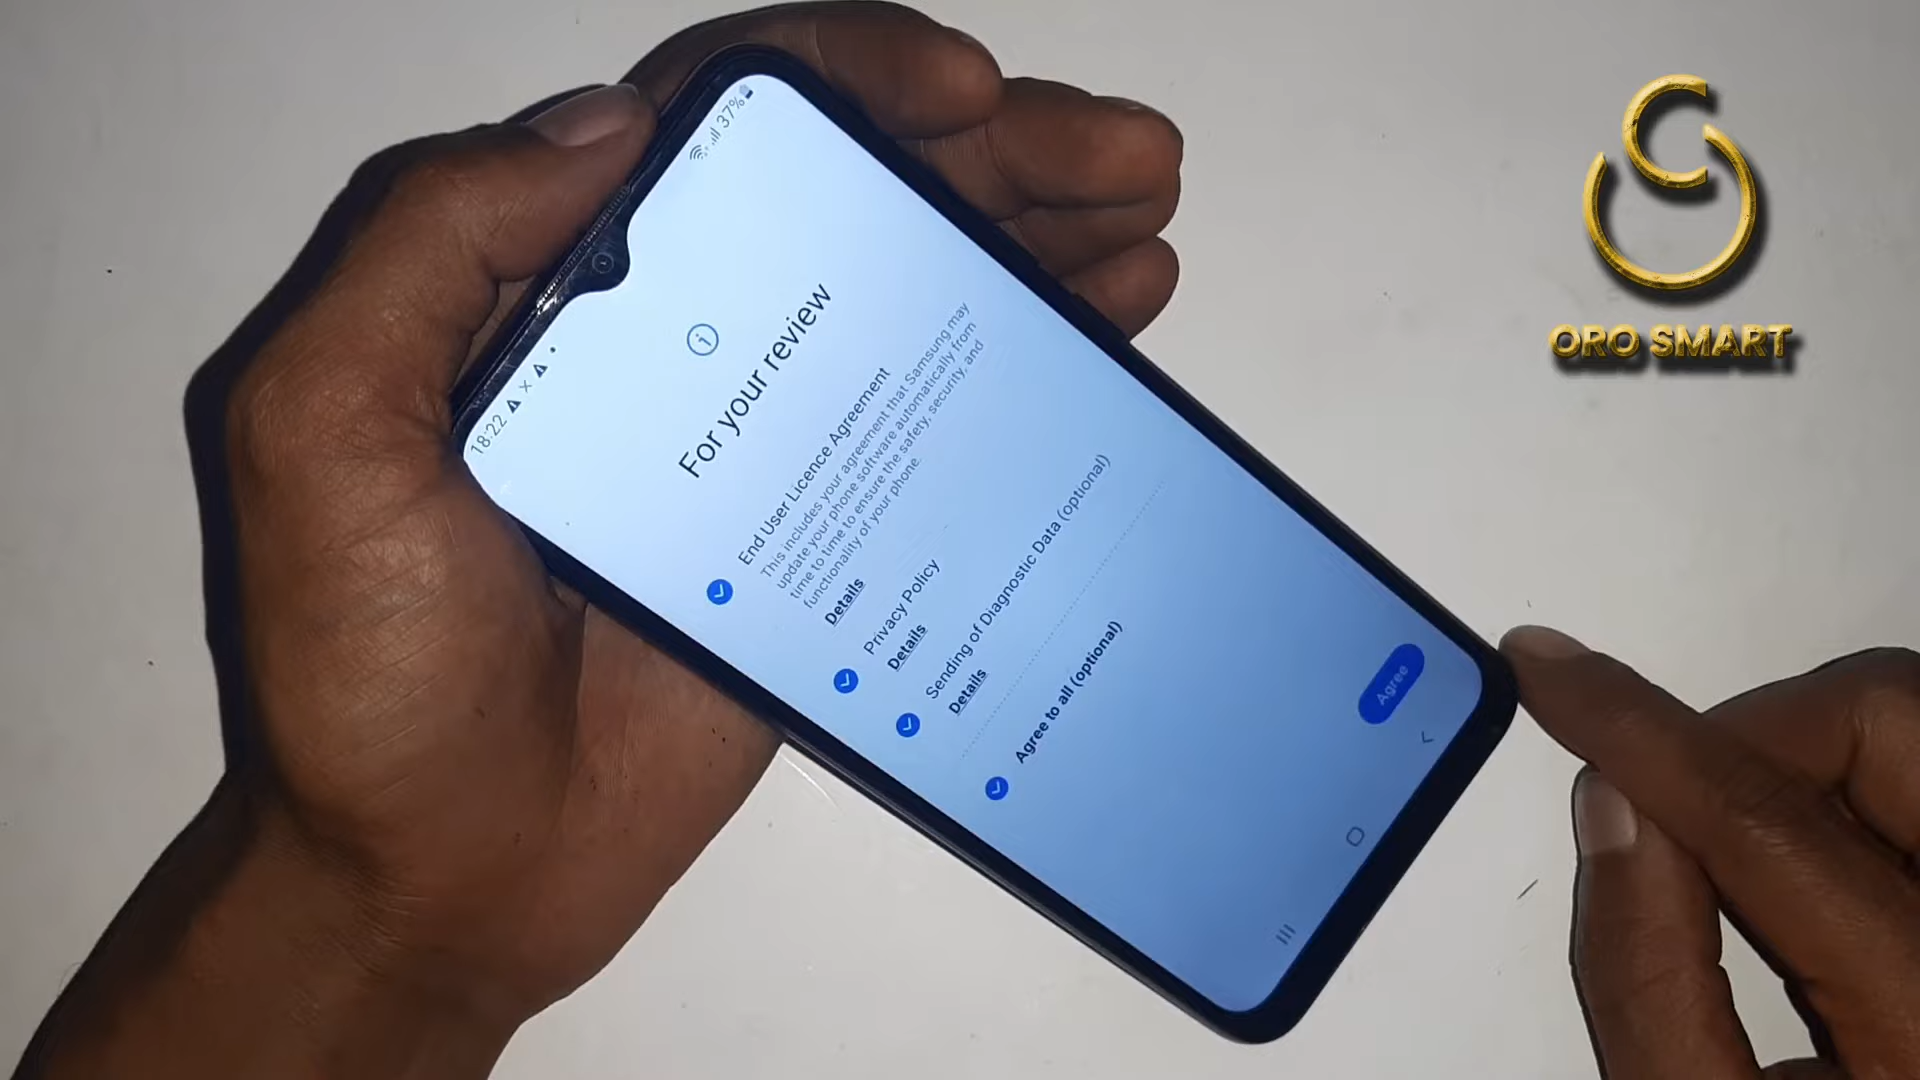 18:22
37%
For your review
End User Licence Agreement
This includes your agreement that Samsung may
update your phone software automatically from
time to time to ensure the safety, security, and
functionality of your phone.
Details
Privacy Policy
Details
Sending of Diagnostic Data (optional)
Details
Agree to all (optional)
Agree
ORO SMART